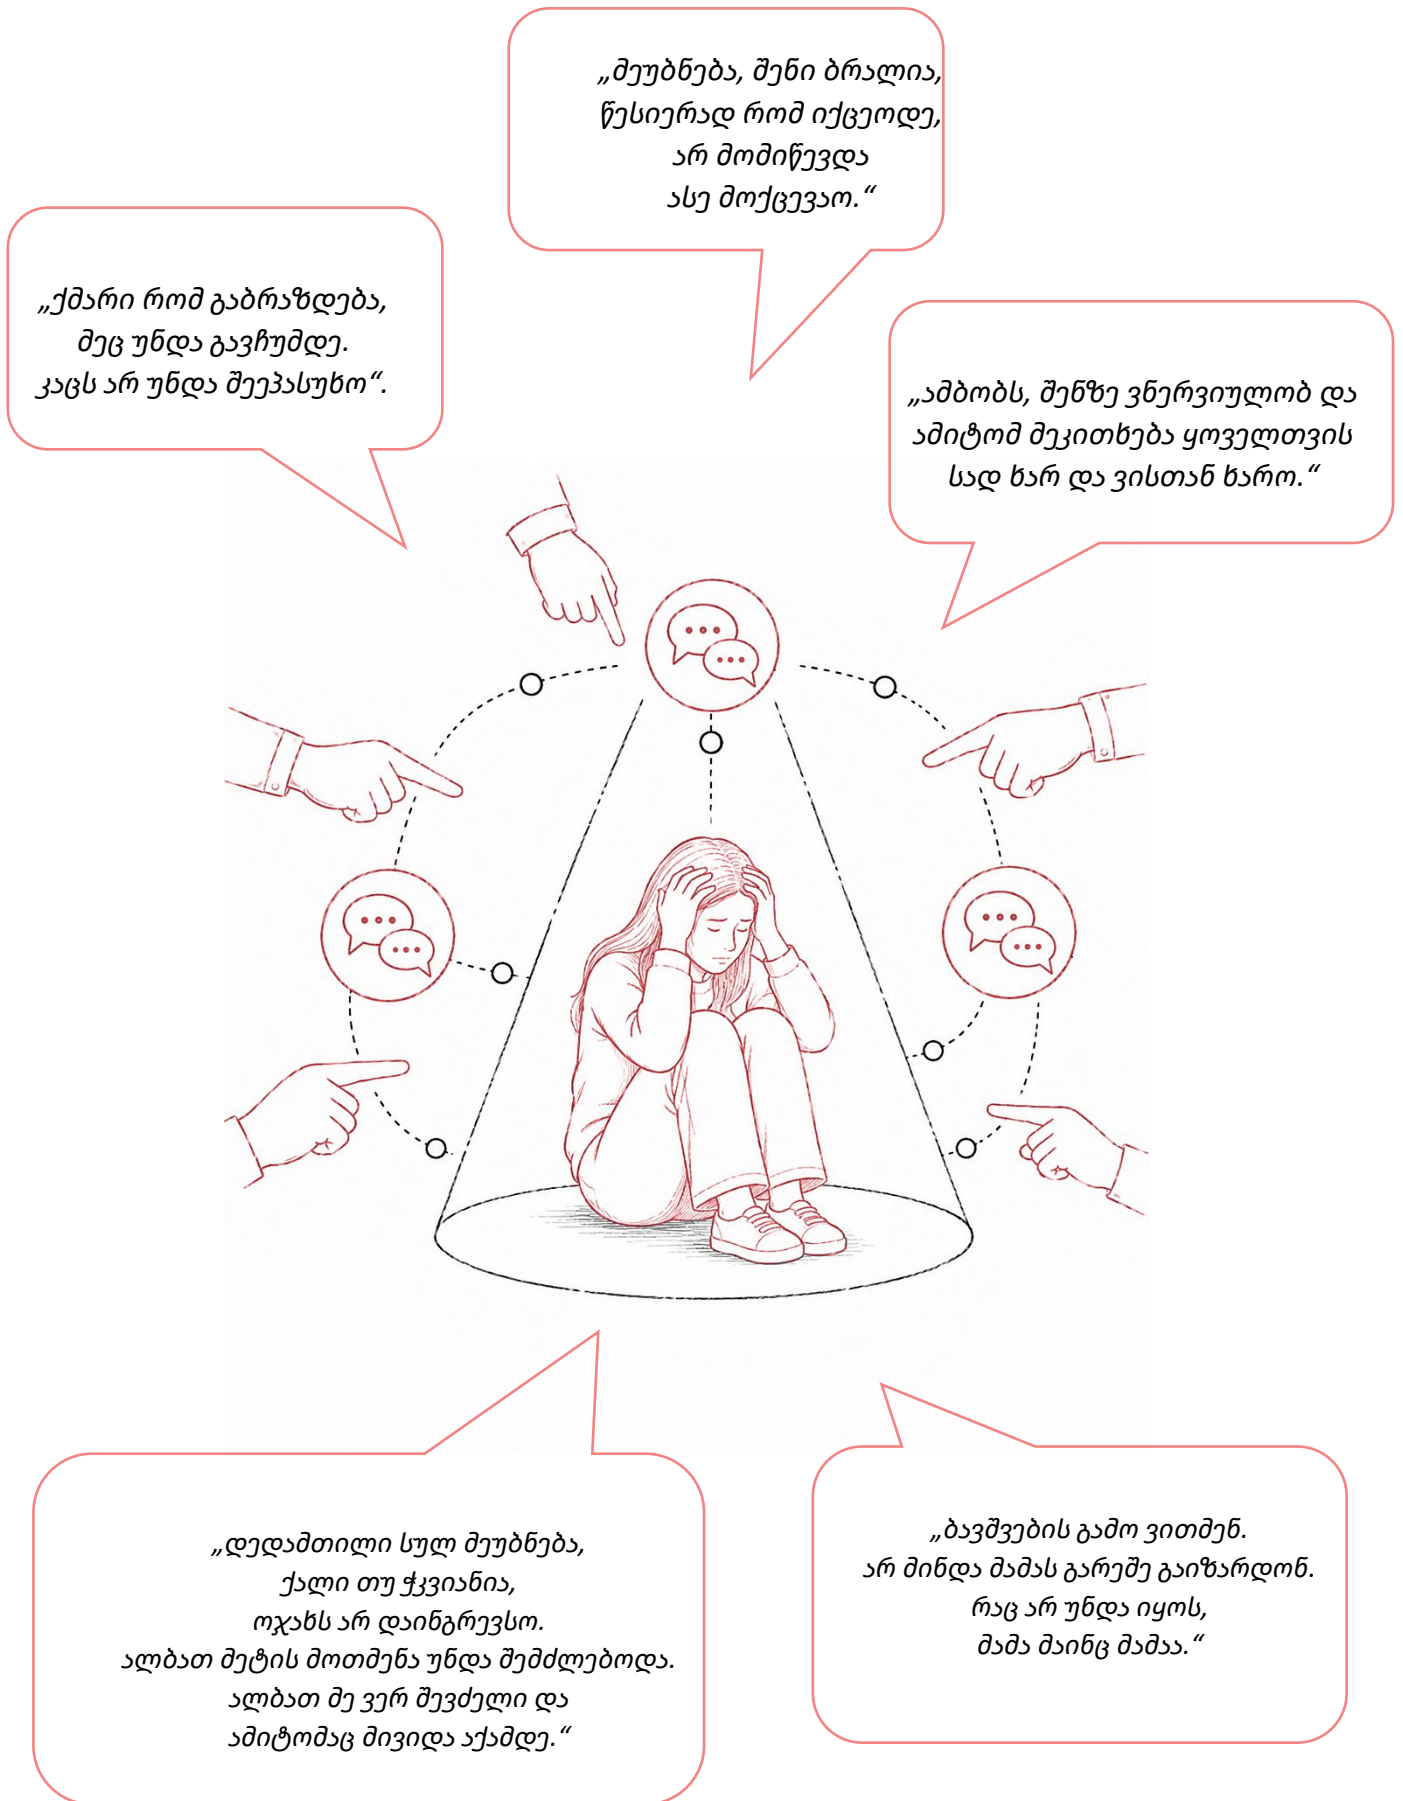 „მეუბნება, შენი ბრალია,
წესიერად რომ იქცეოდე,
არ მომიწევდა
ასე მოქცევაო.“
„ქმარი რომ გაბრაზდება,
მეც უნდა გავჩუმდე.
კაცს არ უნდა შეეპასუხო“.
„ამბობს, შენზე ვნერვიულობ და
ამიტომ მეკითხება ყოველთვის
სად ხარ და ვისთან ხარო.“
„დედამთილი სულ მეუბნება,
ქალი თუ ჭკვიანია,
ოჯახს არ დაინგრევსო.
ალბათ მეტის მოთმენა უნდა შემძლებოდა.
ალბათ მე ვერ შევძელი და
ამიტომაც მივიდა აქამდე.“
„ბავშვების გამო ვითმენ.
არ მინდა მამას გარეშე გაიზარდონ.
რაც არ უნდა იყოს,
მამა მაინც მამაა.“